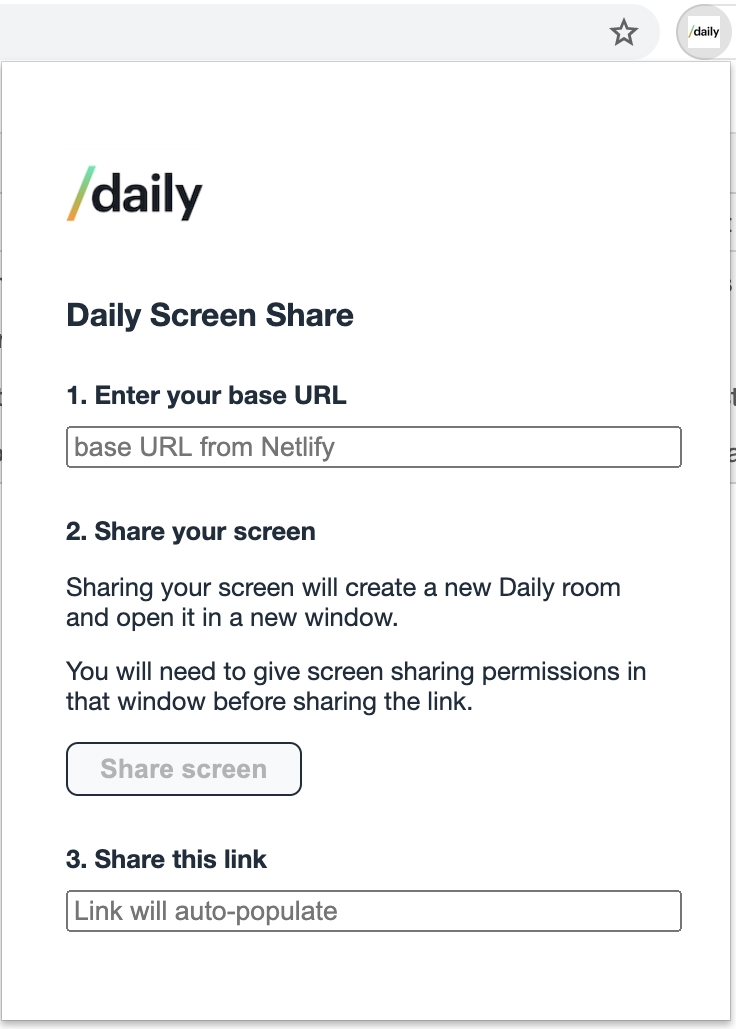 /daily
/daily
Daily Screen Share
1. Enter your base URL
base URL from Netlify
2. Share your screen
Sharing your screen will create a new Daily room
and open it in a new window.
You will need to give screen sharing permissions in
that window before sharing the link.
Share screen
3. Share this link
Link will auto-populate